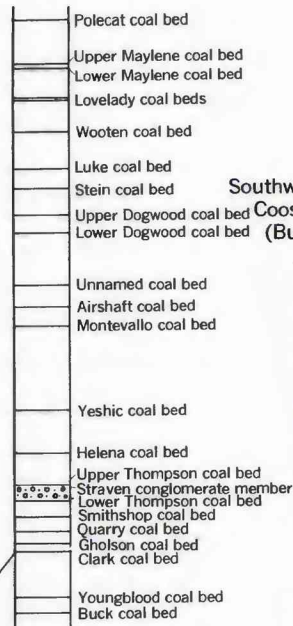 Polecat coal bed
Upper Maylene coal bed
Lower Maylene coal bed
Lovelady coal beds
Wooten coal bed
Luke coal bed
Stein coal bed
Upper Dogwood coal bed
Lower Dogwood coal bed
Unnamed coal bed
Airshaft coal bed
Montevallo coal bed
Yeshic coal bed
Helena coal bed
Upper Thompson coal bed
Straven conglomerate member
Lower Thompson coal bed
Smithshop coal bed
Quarry coal bed
Gholson coal bed
Clark coal bed
Youngblood coal bed
Buck coal bed
Southw
Coos
(Bu